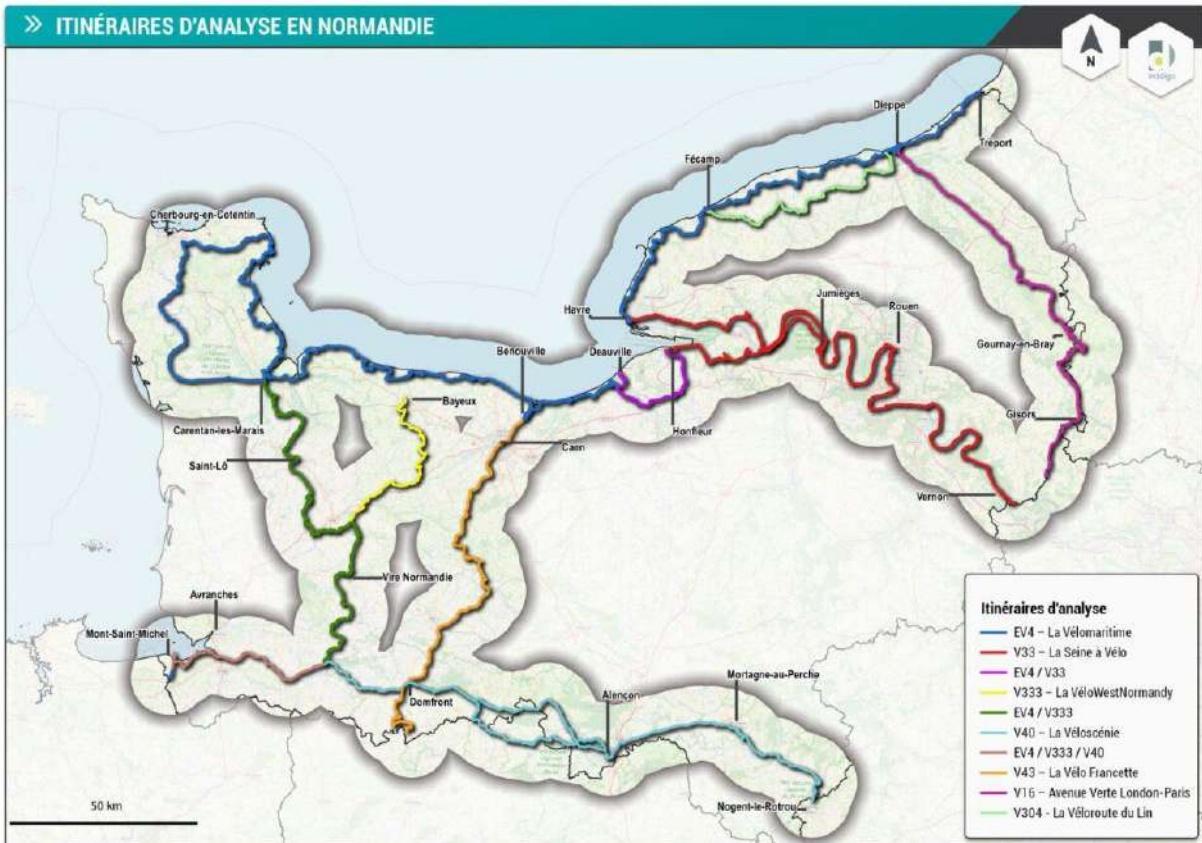 >> ITINÉRAIRES D'ANALYSE EN NORMANDIE
N
indigo
Dieppe
Tréport
Fécamp
Cherbourg-en-Cotentin
Havre
Jumièges
Rouen
Gournay-en-Bray
Bénouville
Deauville
Bayeux
Gisors
Carentan-les-Marais
Honfleur
Caen
Saint-Lô
Vernon
Vire Normandie
Avranches
Mont-Saint-Michel
Mortagne-au-Perche
Alençon
Domfront
Nogent-le-Rotrou
50 km
Itinéraires d'analyse
EV4 – La Vélomaritime
V33 – La Seine à Vélo
EV4 / V33
V333 – La VéloWestNormandy
EV4 / V333
V40 – La Véloscénie
EV4 / V333 / V40
V43 – La Vélo Francette
V16 – Avenue Verte London-Paris
V304 - La Véloroute du Lin